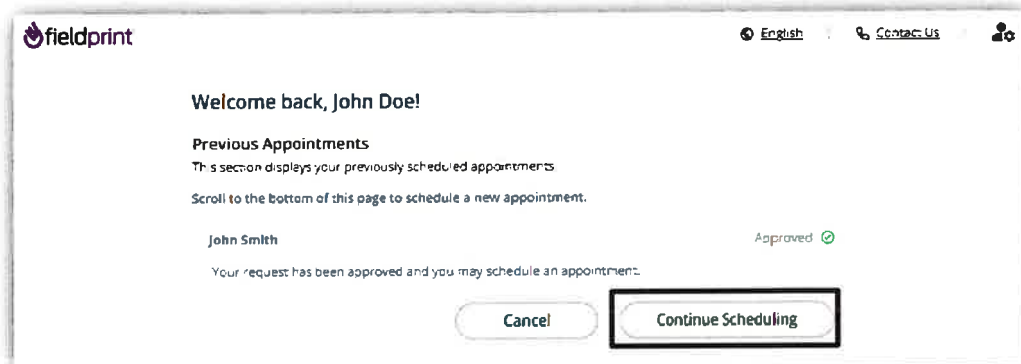 fieldprint
English
Contact Us
Welcome back, John Doe!
Previous Appointments
This section displays your previously scheduled appointments
Scroll to the bottom of this page to schedule a new appointment.
John Smith
Approved
Your request has been approved and you may schedule an appointment.
Cancel
Continue Scheduling